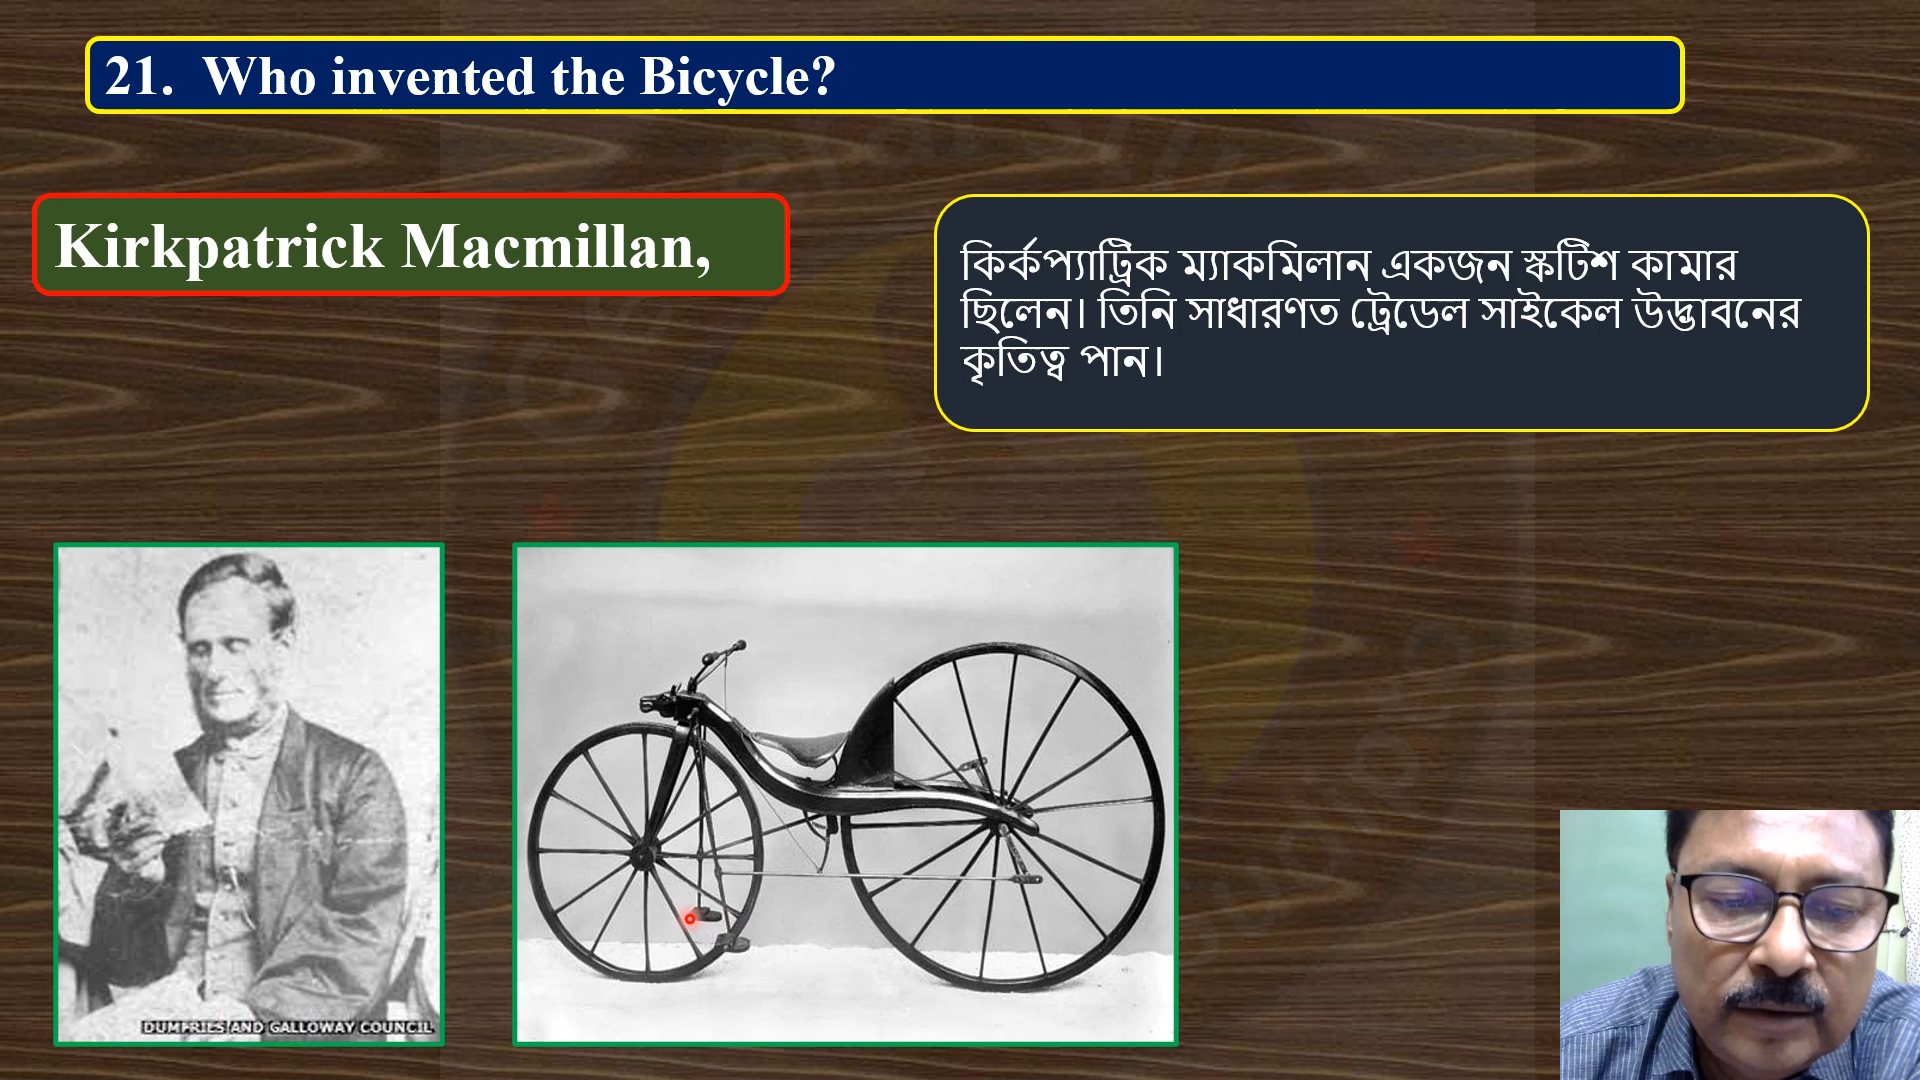 21. Who invented the Bicycle?
Kirkpatrick Macmillan,
কির্কপ্যাট্রিক ম্যাকমিলান একজন স্কটিশ কামার
ছিলেন। তিনি সাধারণত ট্রেডেল সাইকেল উদ্ভাবনের
কৃতিত্ব পান।
DUMFRIES AND GALLOWAY COUNCIL